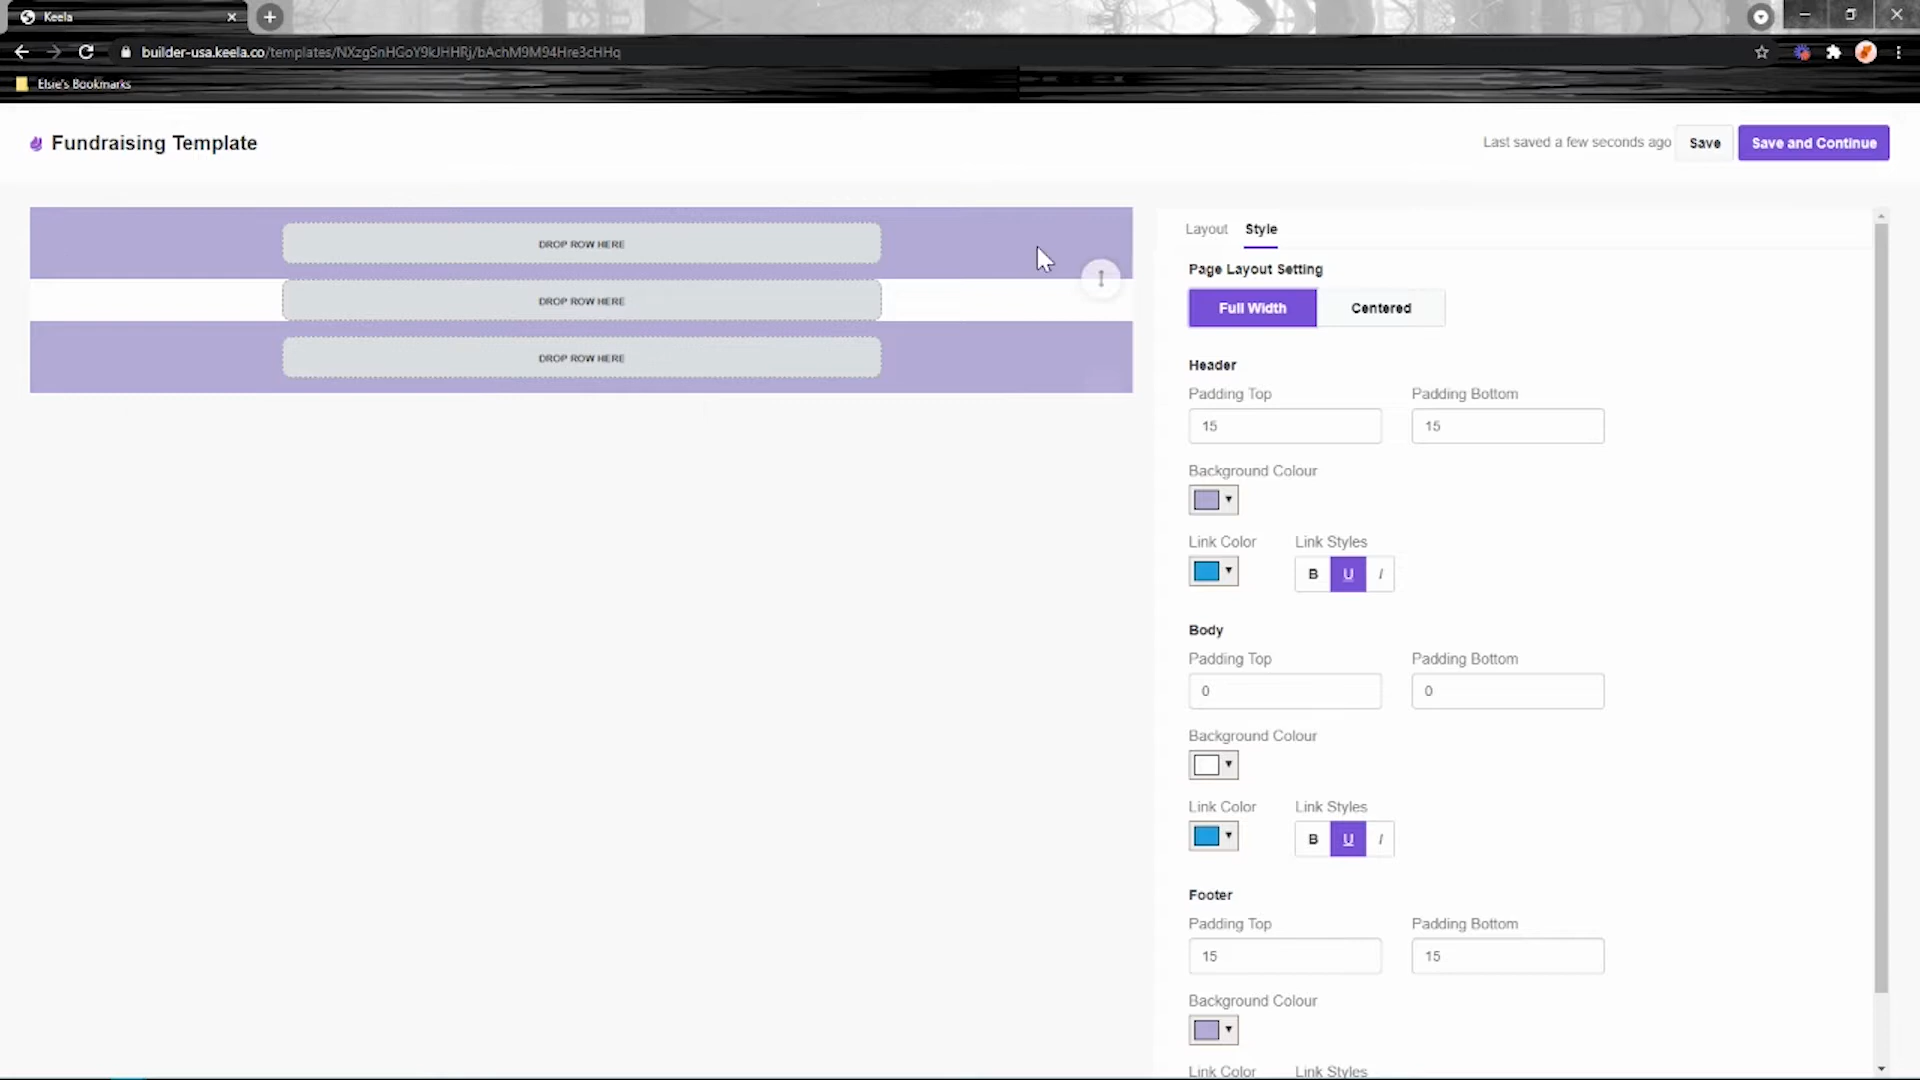 Keela
builder-usa.keela.co/templates/NXzgSnHGoY9kJHHRj/bAchM9M94Hre3cHHq
Elsie's Bookmarks
Fundraising Template
Last saved a few seconds ago
Save
Save and Continue
DROP ROW HERE
DROP ROW HERE
DROP ROW HERE
Layout Style
Page Layout Setting
Full Width Centered
Header
Padding Top Padding Bottom
15 15
Background Colour
Link Color Link Styles
B U I
Body
Padding Top Padding Bottom
0 0
Background Colour
Link Color Link Styles
B U I
Footer
Padding Top Padding Bottom
15 15
Background Colour
Link Color Link Styles